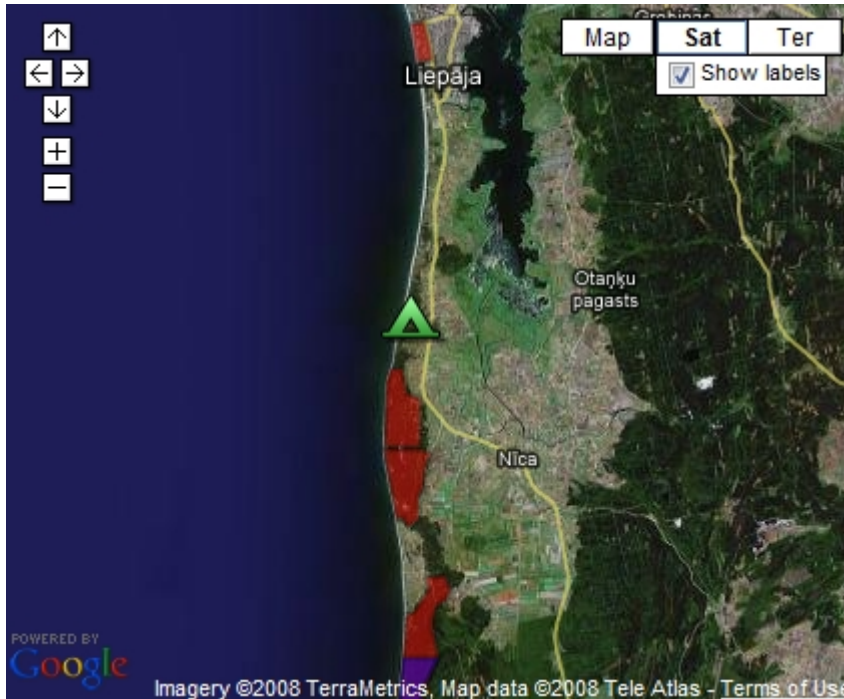 Grobiņas
Map Sat Ter
Show labels
Liepāja
Otaņķu
pagasts
Nīca
POWERED BY
Google
Imagery ©2008 TerraMetrics, Map data ©2008 Tele Atlas - Terms of Use